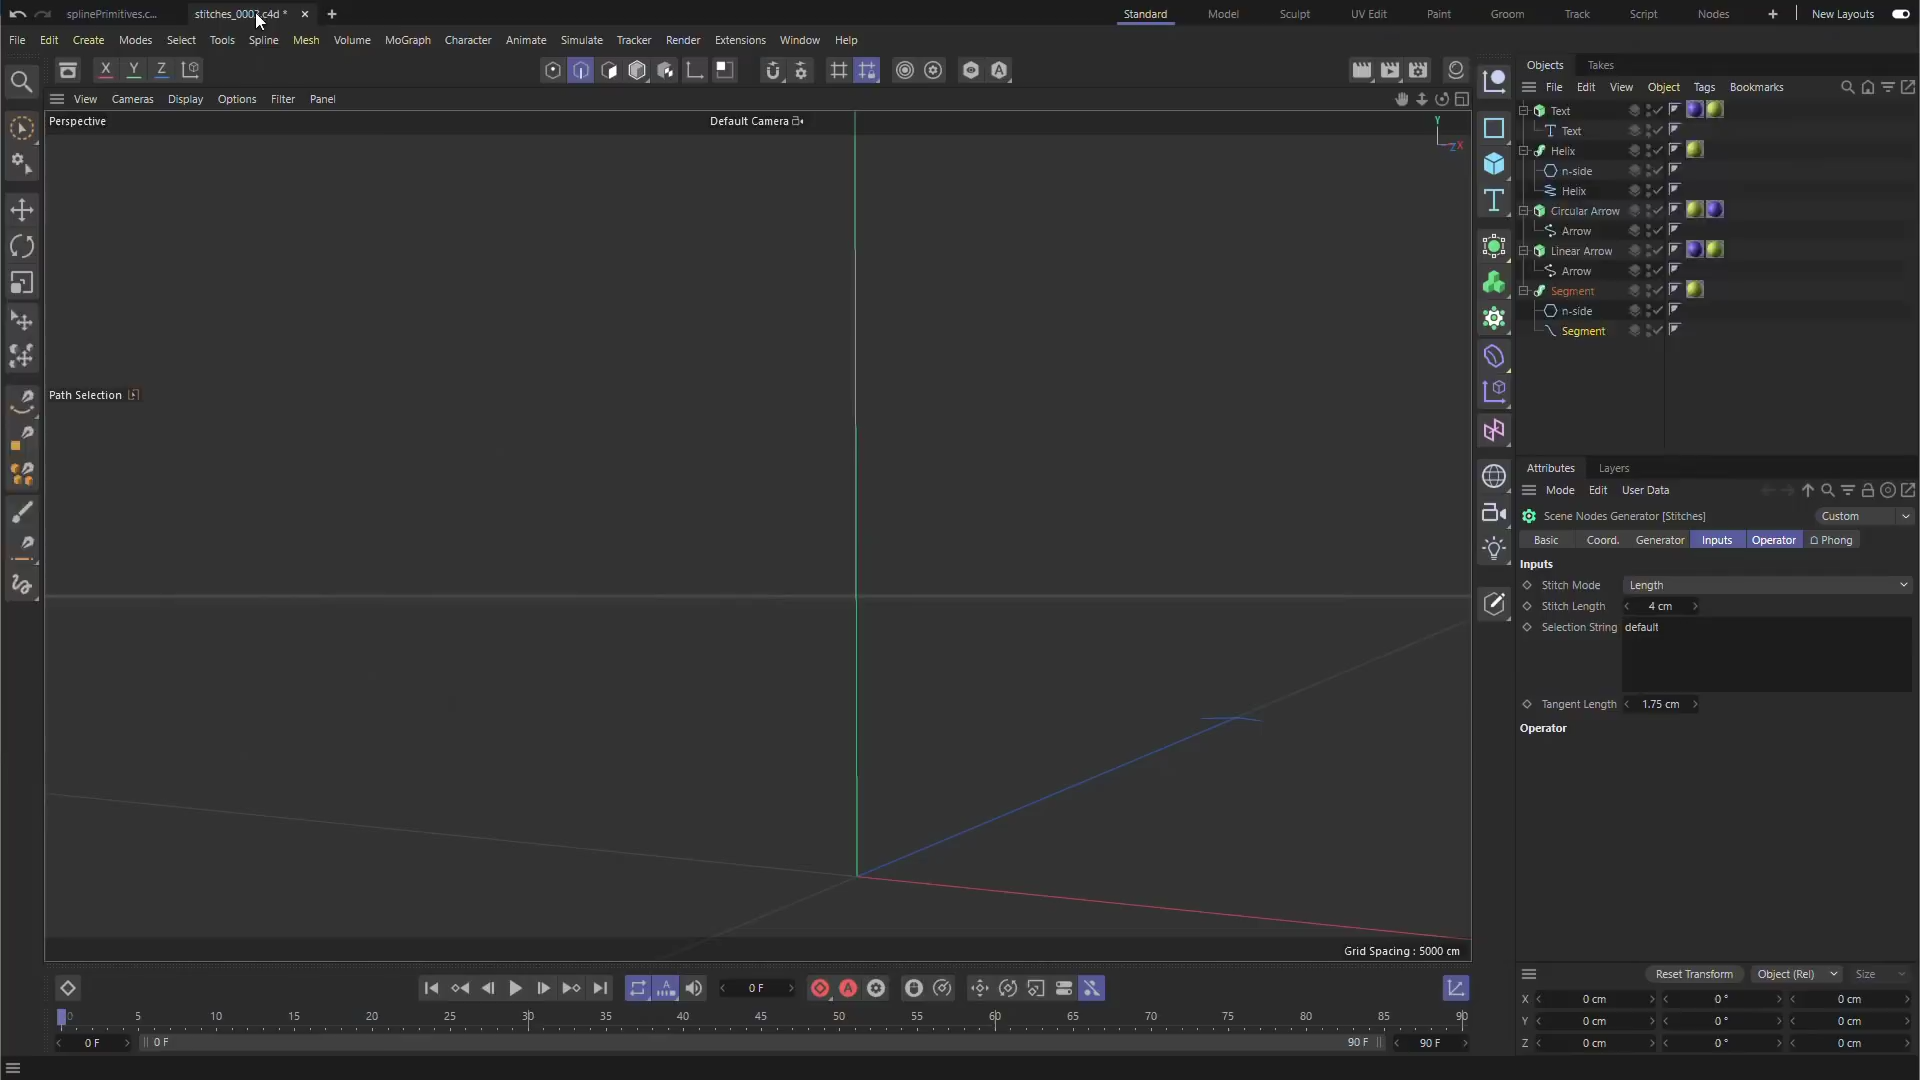 splinePrimitives.c...
stitches_0002.c4d *
Standard
Model
Sculpt
UV Edit
Paint
Groom
Track
Script
Nodes
New Layouts
File
Edit
Create
Modes
Select
Tools
Spline
Mesh
Volume
MoGraph
Character
Animate
Simulate
Tracker
Render
Extensions
Window
Help
X
Y
Z
Objects
Takes
View
Cameras
Display
Options
Filter
Panel
File
Edit
View
Object
Tags
Bookmarks
Perspective
Default Camera
Y
Z
X
Text
Text
Helix
n-side
Helix
Circular Arrow
Arrow
Linear Arrow
Arrow
Segment
n-side
Segment
Path Selection
Attributes
Layers
Mode
Edit
User Data
Scene Nodes Generator [Stitches]
Custom
Basic
Coord.
Generator
Inputs
Operator
Phong
Inputs
Stitch Mode
Length
Stitch Length
4 cm
Selection String
default
Tangent Length
1.75 cm
Operator
Grid Spacing : 5000 cm
0 F
Reset Transform
Object (Rel)
Size
X 0 cm 0 ° 0 cm
Y 0 cm 0 ° 0 cm
Z 0 cm 0 ° 0 cm
0 5 10 15 20 25 30 35 40 45 50 55 60 65 70 75 80 85 90
0 F
0 F
90 F
90 F